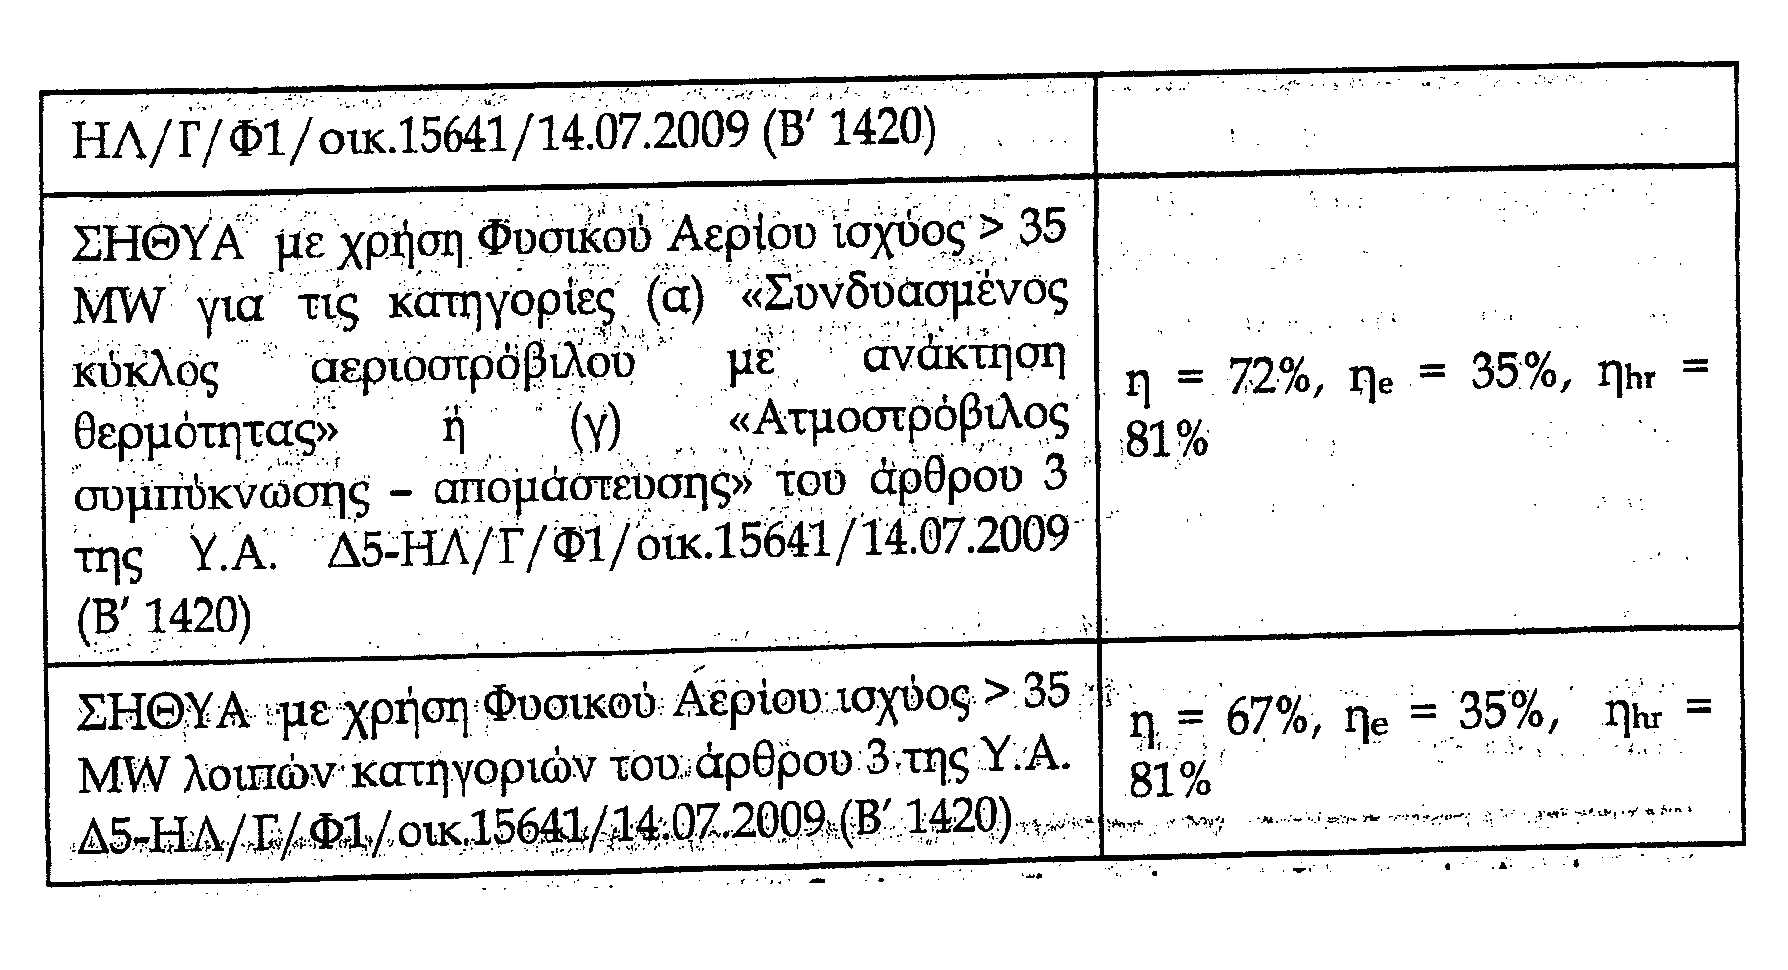 ΗΛ/Γ/Φ1/οικ.15641/14.07.2009 (Β′ 1420)
ΣΗΘΥΑ με χρήση Φυσικού Αερίου ισχύος > 35
MW για τις κατηγορίες (α) «Συνδυασμένος
κύκλος αεριοστρόβιλου με ανάκτηση
θερμότητας» ή (γ) «Ατμοστρόβιλος
συμπύκνωσης – απομάστευσης» του άρθρου 3
της Υ.Α. Δ5-ΗΛ/Γ/Φ1/οικ.15641/14.07.2009
(Β′ 1420)
η = 72%, ηe = 35%, ηhr =
81%
ΣΗΘΥΑ με χρήση Φυσικού Αερίου ισχύος > 35
MW λοιπών κατηγοριών του άρθρου 3 της Υ.Α.
Δ5-ΗΛ/Γ/Φ1/οικ.15641/14.07.2009 (Β′ 1420)
η = 67%, ηe = 35%, ηhr =
81%